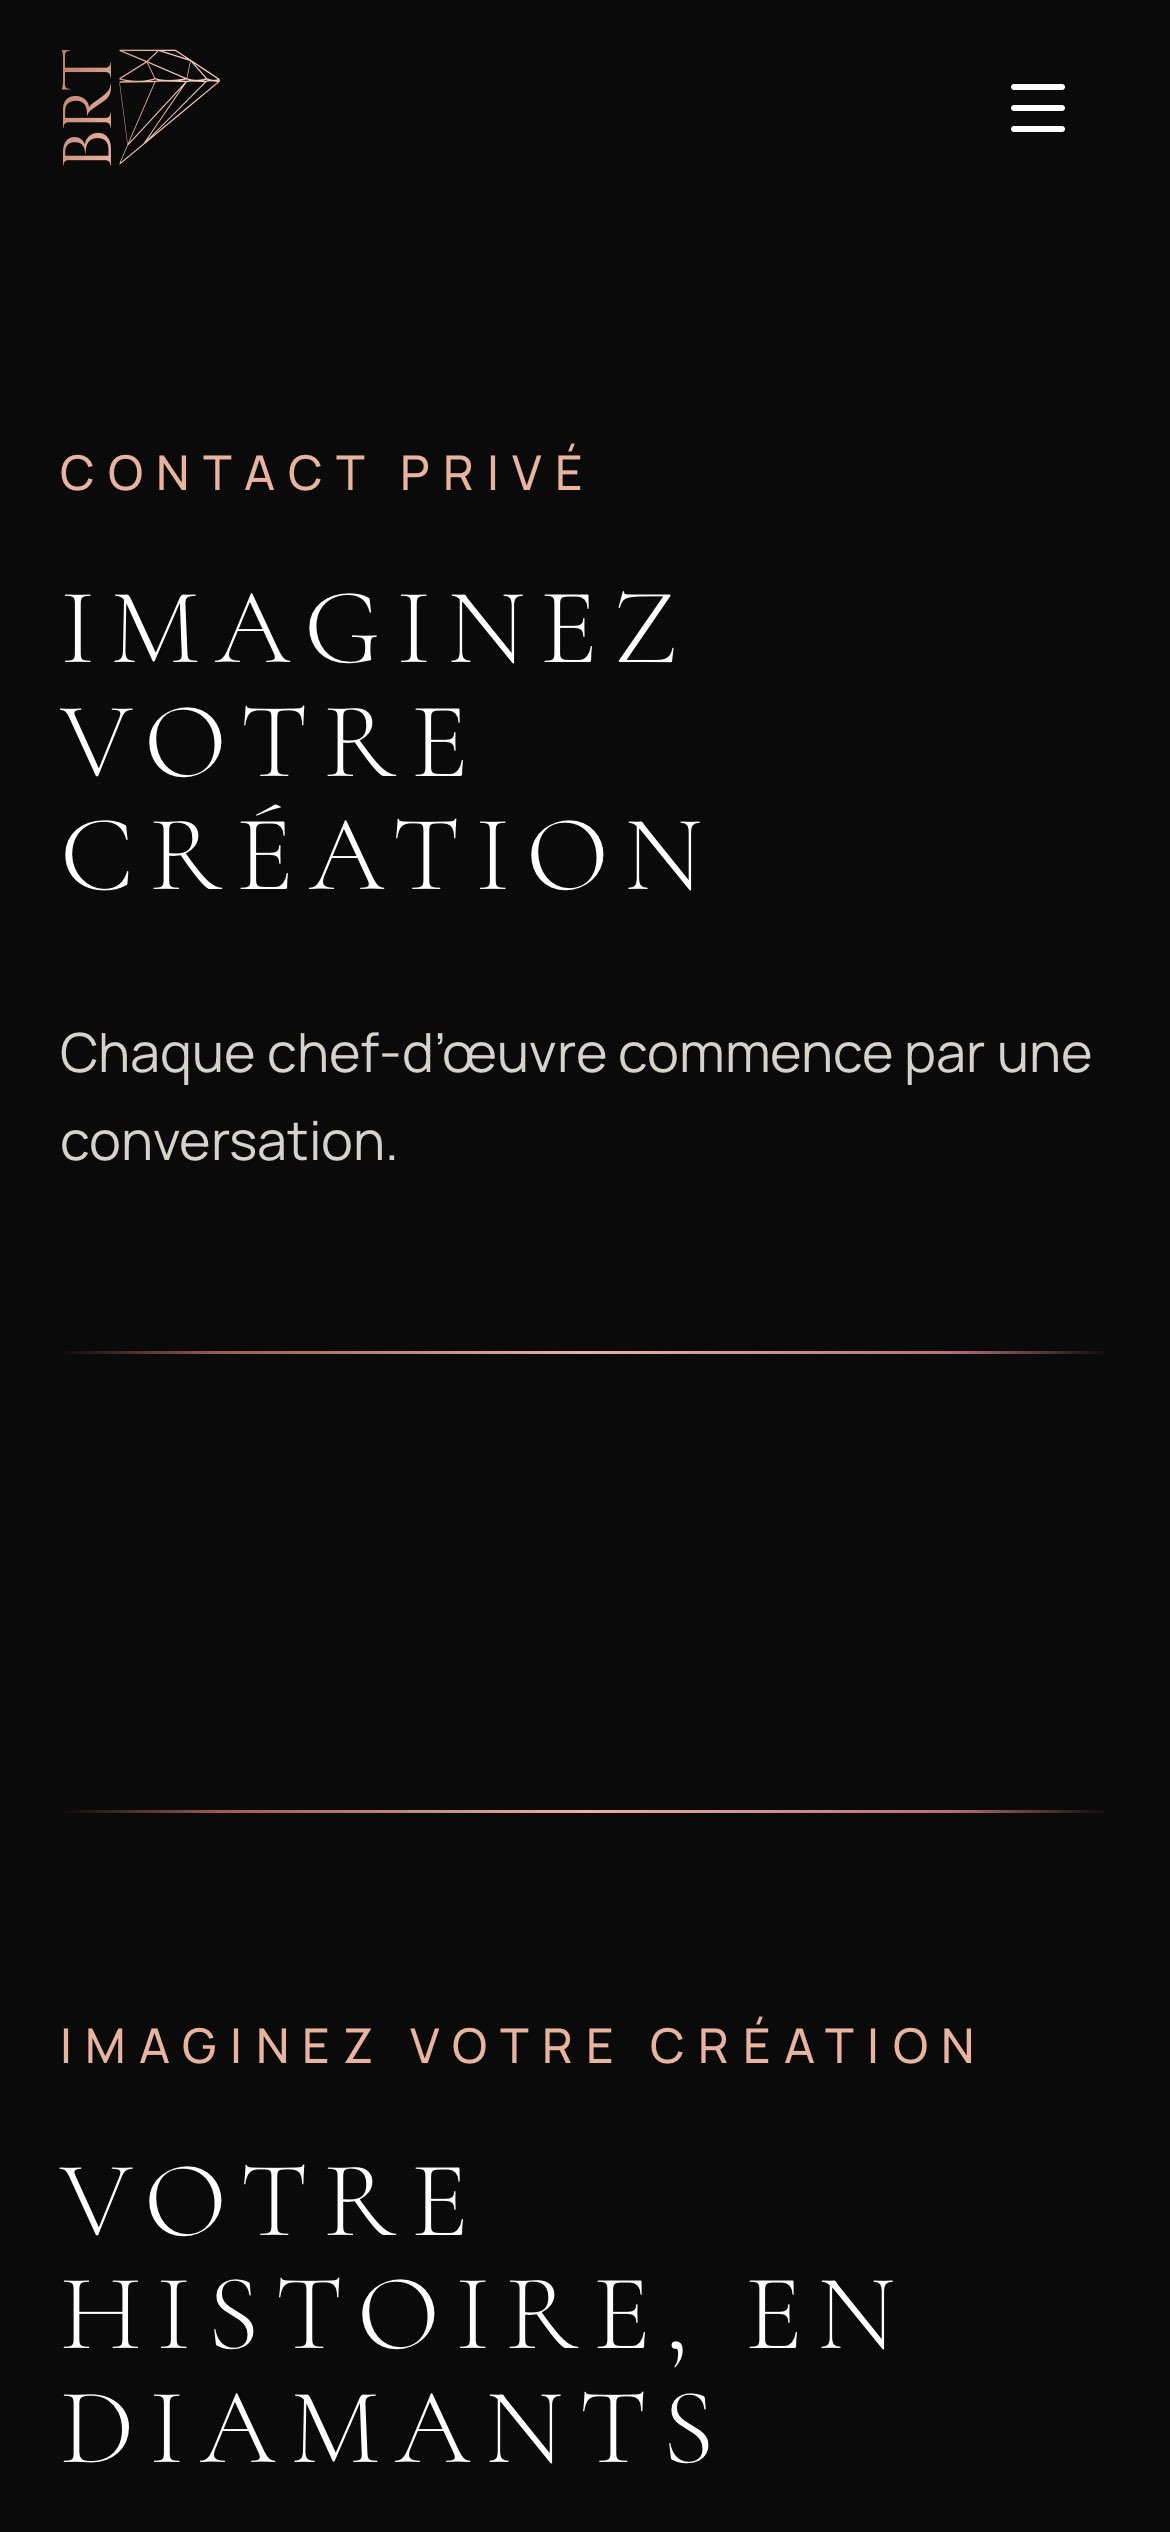 BRT
CONTACT PRIVÉ
IMAGINEZ
VOTRE
CRÉATION
Chaque chef-d’œuvre commence par une
conversation.
IMAGINEZ VOTRE CRÉATION
VOTRE
HISTOIRE, EN
DIAMANTS